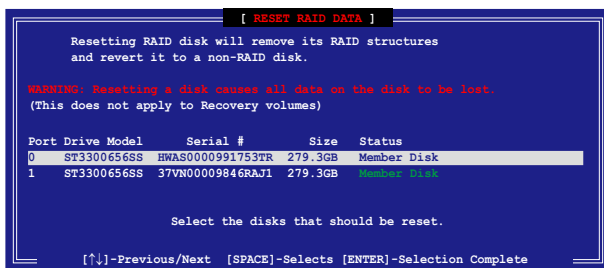 [ RESET RAID DATA ]
Resetting RAID disk will remove its RAID structures
and revert it to a non-RAID disk.
WARNING: Resetting a disk causes all data on the disk to be lost.
(This does not apply to Recovery volumes)
Port Drive Model Serial # Size Status
0 ST3300656SS HWAS0000991753TR 279.3GB Member Disk
1 ST3300656SS 37VN00009846RAJ1 279.3GB Member Disk
Select the disks that should be reset.
[↑↓]-Previous/Next [SPACE]-Selects [ENTER]-Selection Complete